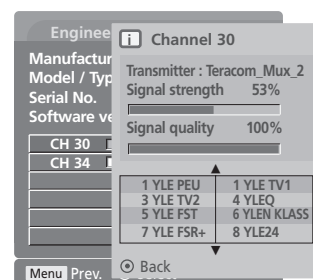 Engine
Manufactur
Model / Typ
Serial No.
Software ve
CH 30
CH 34
i Channel 30
Transmitter : Teracom_Mux_2
Signal strength 53%
Signal quality 100%
1 YLE PEU 1 YLE TV1
3 YLE TV2 4 YLEQ
5 YLE FST 6 YLEN KLASS
7 YLE FSR+ 8 YLE24
Back
Menu Prev.